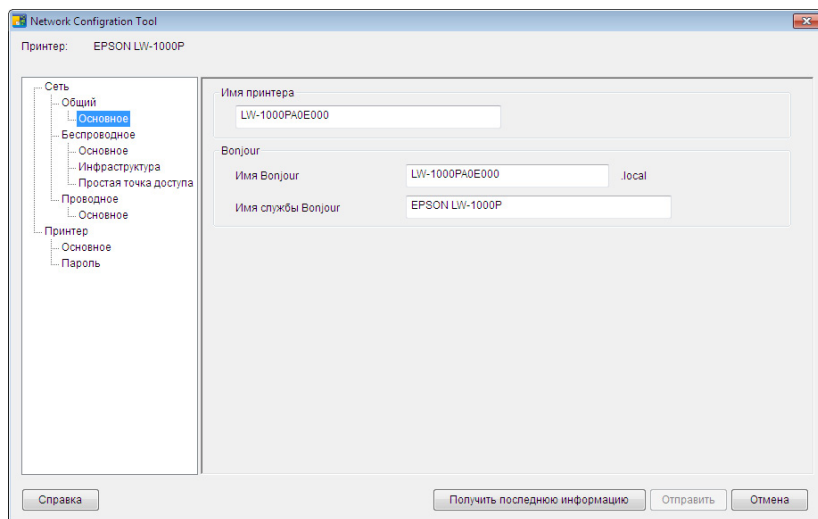 Network Configration Tool
Принтер: EPSON LW-1000P
Сеть
Общий
Основное
Беспроводное
Основное
Инфраструктура
Простая точка доступа
Проводное
Основное
Принтер
Основное
Пароль
Имя принтера
LW-1000PA0E000
Bonjour
Имя Bonjour LW-1000PA0E000 .local
Имя службы Bonjour EPSON LW-1000P
Справка Получить последнюю информацию Отправить Отмена